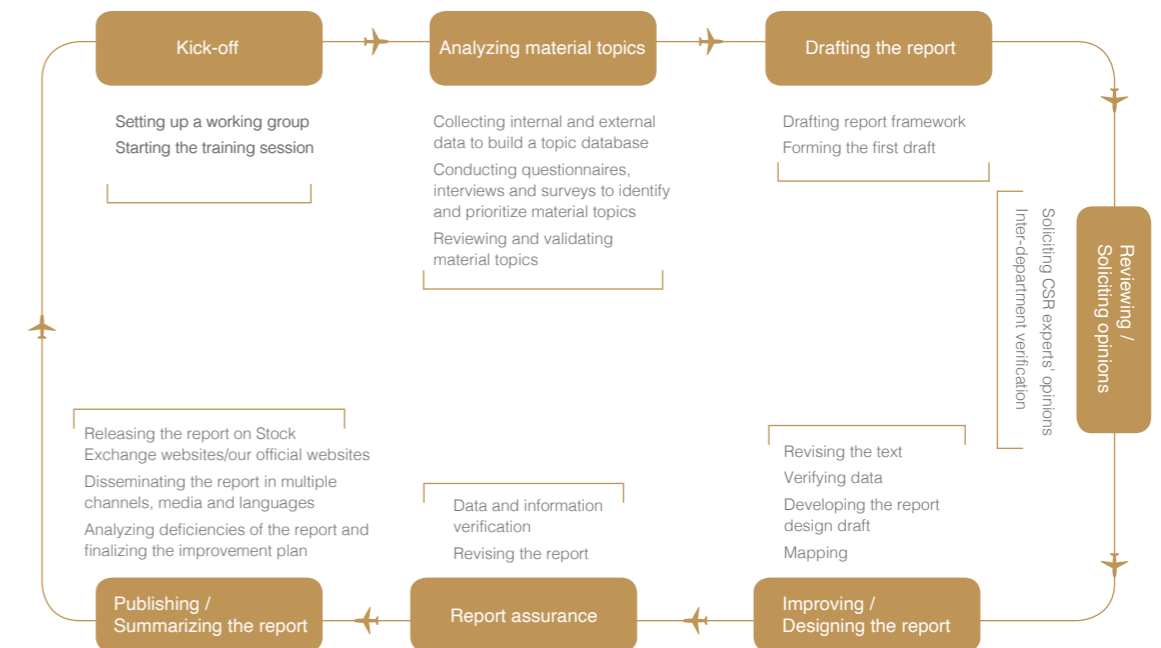 Kick-off
Setting up a working group
Starting the training session
Analyzing material topics
Collecting internal and external
data to build a topic database
Conducting questionnaires,
interviews and surveys to identify
and prioritize material topics
Reviewing and validating
material topics
Drafting the report
Drafting report framework
Forming the first draft
Reviewing /
Soliciting opinions
Soliciting CSR experts' opinions
Inter-department verification
Improving /
Designing the report
Revising the text
Verifying data
Developing the report
design draft
Mapping
Report assurance
Data and information
verification
Revising the report
Publishing /
Summarizing the report
Releasing the report on Stock
Exchange websites/our official websites
Disseminating the report in multiple
channels, media and languages
Analyzing deficiencies of the report and
finalizing the improvement plan